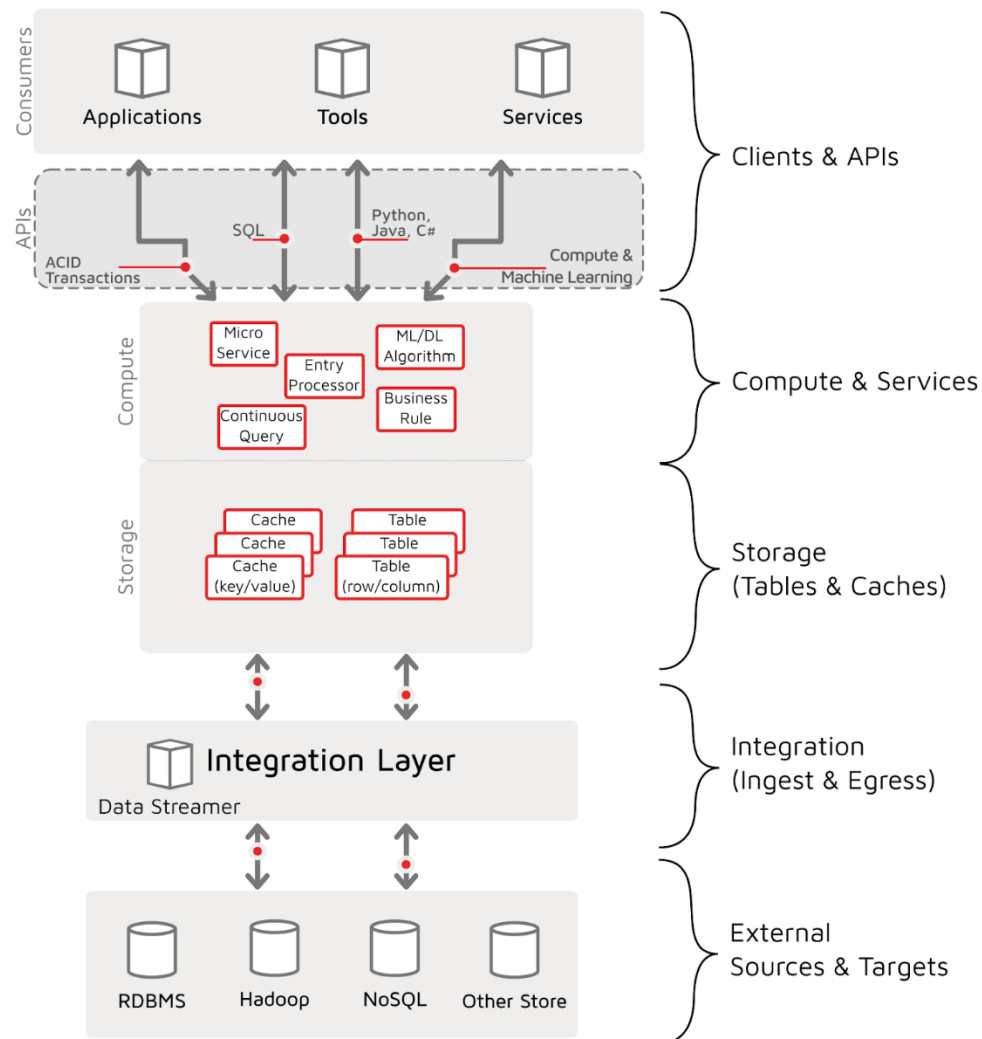 Consumers
Applications
Tools
Services
Clients & APIs
APIs
SQL
Python,
Java, C#
ACID
Transactions
Compute &
Machine Learning
Compute
Micro
Service
ML/DL
Algorithm
Entry
Processor
Business
Rule
Continuous
Query
Compute & Services
Storage
Cache
Cache
Cache
(key/value)
Table
Table
Table
(row/column)
Storage
(Tables & Caches)
Integration Layer
Data Streamer
Integration
(Ingest & Egress)
RDBMS
Hadoop
NoSQL
Other Store
External
Sources & Targets